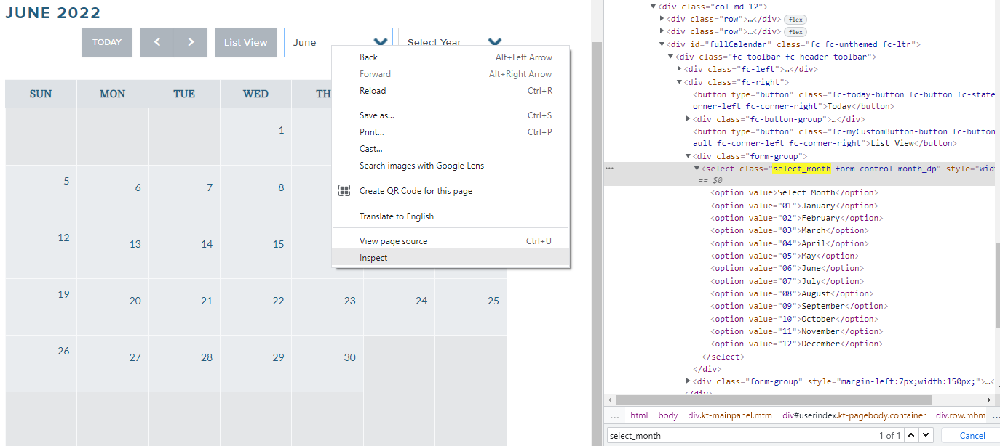 JUNE 2022
TODAY
List View
June
Select Year
SUN MON TUE WED TH
1
5 6 7 8
12 13 14 15
19 20 21 22 23 24 25
26 27 28 29 30
Back Alt+Left Arrow
Forward Alt+Right Arrow
Reload Ctrl+R
Save as... Ctrl+S
Print... Ctrl+P
Cast...
Search images with Google Lens
Create QR Code for this page
Translate to English
View page source Ctrl+U
Inspect
<div class="col-md-12">
<div class="row">…</div> flex
<div class="row">…</div> flex
<div id="fullCalendar" class="fc fc-unthemed fc-ltr">
<div class="fc-toolbar fc-header-toolbar">
<div class="fc-left">…</div>
<div class="fc-right">
<button type="button" class="fc-today-button fc-button fc-state
orner-left fc-corner-right">Today</button>
<div class="fc-button-group">…</div>
<button type="button" class="fc-myCustomButton-button fc-button
ault fc-corner-left fc-corner-right">List View</button>
<div class="form-group">
… <select class="select_month form-control month_dp" style="wid
== $0
<option value>Select Month</option>
<option value="01">January</option>
<option value="02">February</option>
<option value="03">March</option>
<option value="04">April</option>
<option value="05">May</option>
<option value="06">June</option>
<option value="07">July</option>
<option value="08">August</option>
<option value="09">September</option>
<option value="10">October</option>
<option value="11">November</option>
<option value="12">December</option>
</select>
</div>
<div class="form-group" style="margin-left:7px;width:150px;">…<
</div>
... html body div.kt-mainpanel.mtm div#userindex.kt-pagebody.container div.row.mbm ...
select_month 1 of 1 Cancel